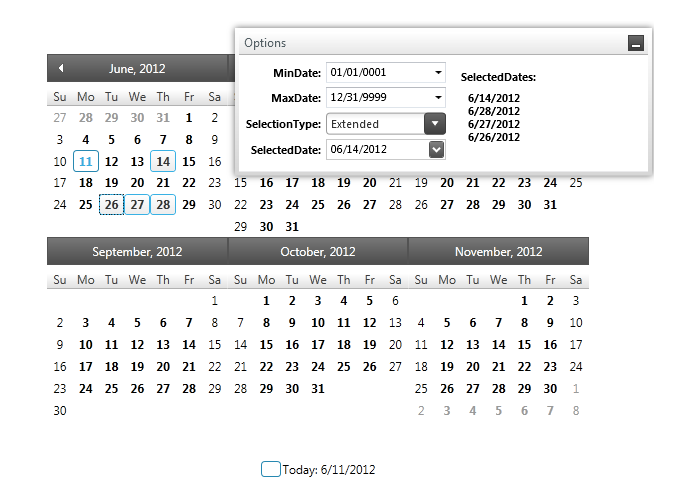 Options
MinDate: 01/01/0001
MaxDate: 12/31/9999
SelectionType: Extended
SelectedDate: 06/14/2012
SelectedDates:
6/14/2012
6/28/2012
6/27/2012
6/26/2012
June, 2012
Su Mo Tu We Th Fr Sa
27 28 29 30 31 1 2
3 4 5 6 7 8 9
10 11 12 13 14 15 16
17 18 19 20 21 22 23 15 16 17 18 19 20 21 19 20 21 22 23 24 25
24 25 26 27 28 29 30 22 23 24 25 26 27 28 26 27 28 29 30 31
29 30 31
September, 2012 October, 2012 November, 2012
Su Mo Tu We Th Fr Sa Su Mo Tu We Th Fr Sa Su Mo Tu We Th Fr Sa
1 1 2 3 4 5 6 1 2 3
2 3 4 5 6 7 8 7 8 9 10 11 12 13 4 5 6 7 8 9 10
9 10 11 12 13 14 15 14 15 16 17 18 19 20 11 12 13 14 15 16 17
16 17 18 19 20 21 22 21 22 23 24 25 26 27 18 19 20 21 22 23 24
23 24 25 26 27 28 29 28 29 30 31 25 26 27 28 29 30 1
30 2 3 4 5 6 7 8
Today: 6/11/2012